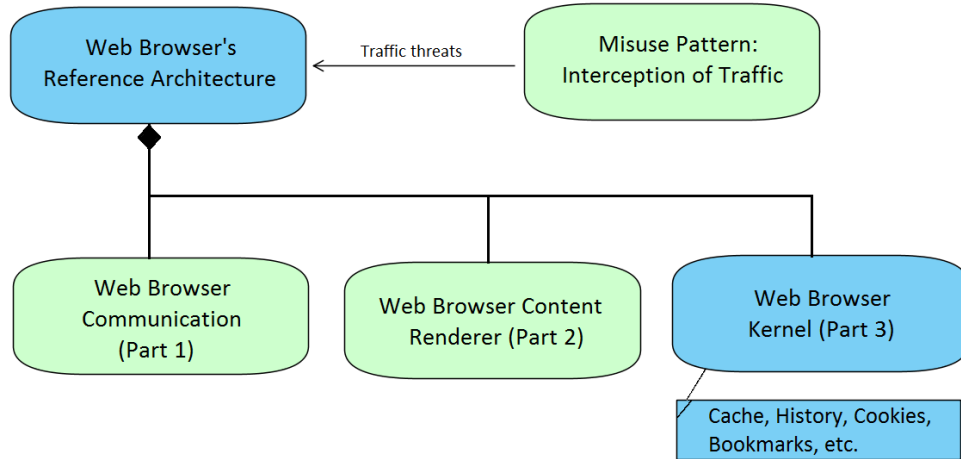 Web Browser's
Reference Architecture
Traffic threats
Misuse Pattern:
Interception of Traffic
Web Browser
Communication
(Part 1)
Web Browser Content
Renderer (Part 2)
Web Browser
Kernel (Part 3)
Cache, History, Cookies,
Bookmarks, etc.